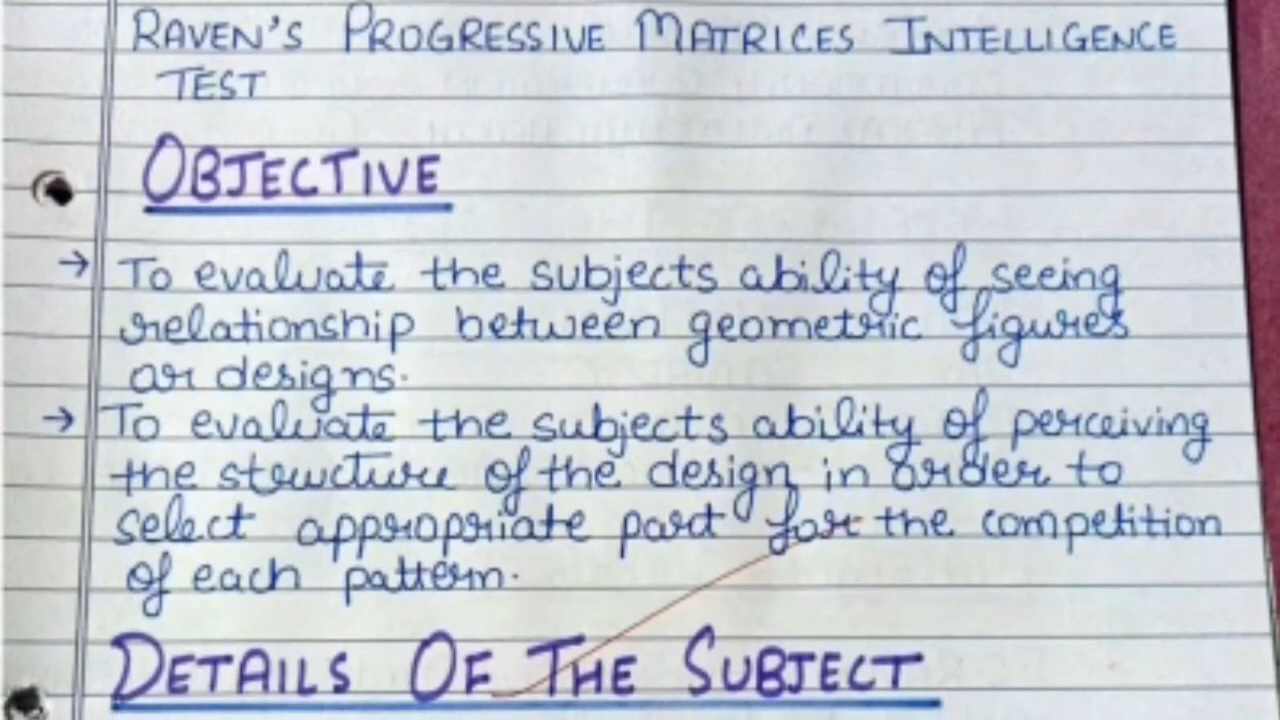 RAVEN'S PROGRESSIVE MATRICES INTELLIGENCE
TEST
OBJECTIVE
→ To evaluate the subjects ability of seeing
relationship between geometric figures
or designs.
→ To evaluate the subjects ability of perceiving
the structure of the design in order to
select appropriate part for the competition
of each pattern.
DETAILS OF THE SUBJECT